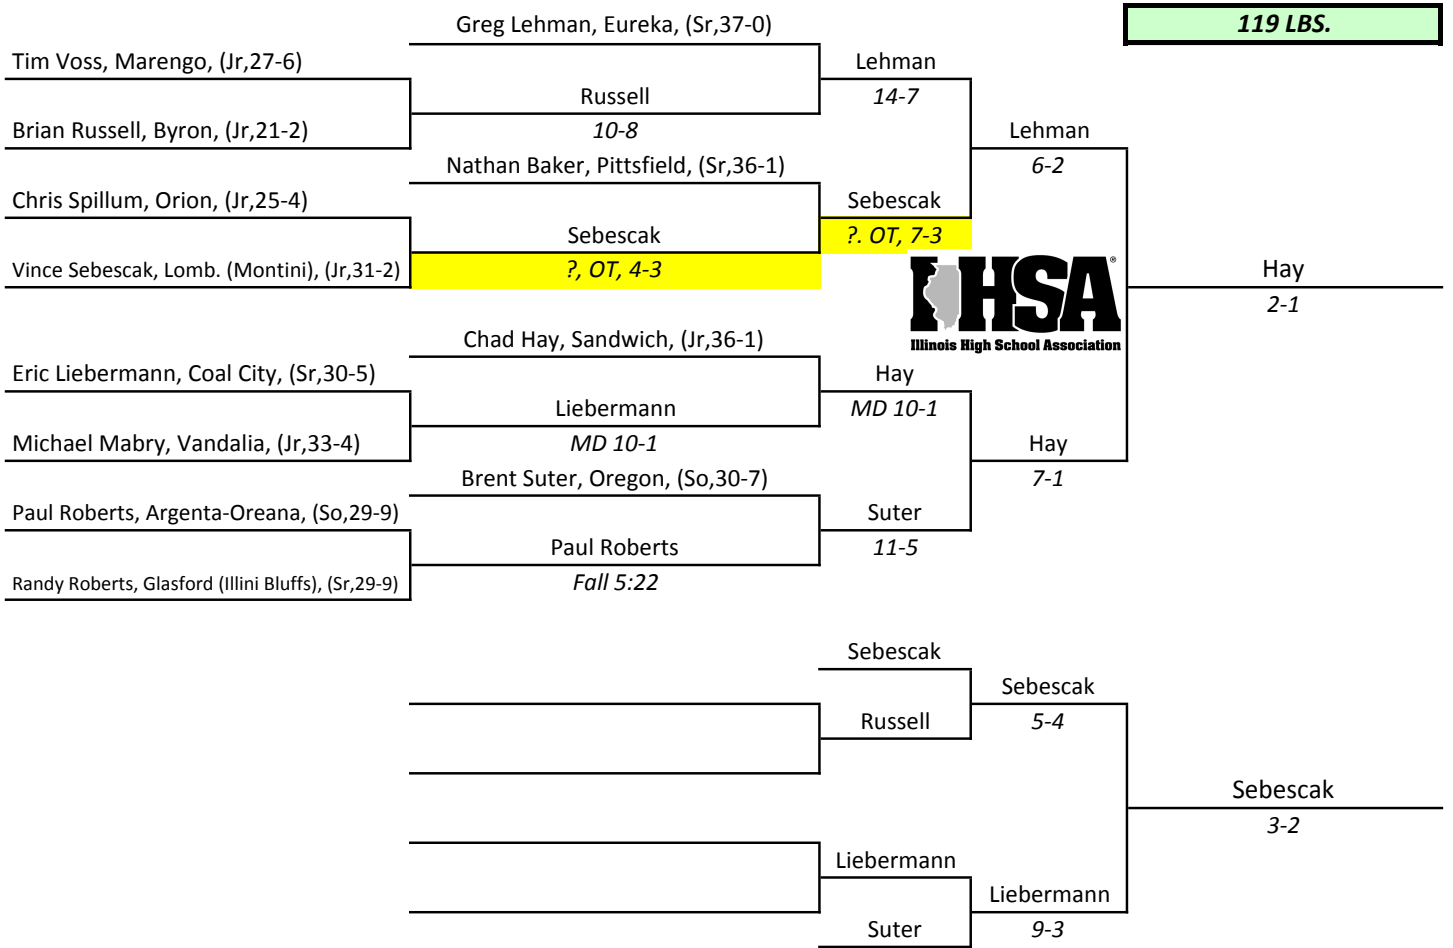 Greg Lehman, Eureka, (Sr,37-0)
119 LBS.
Tim Voss, Marengo, (Jr,27-6)
Lehman
Russell
14-7
Brian Russell, Byron, (Jr,21-2)
10-8
Lehman
Nathan Baker, Pittsfield, (Sr,36-1)
6-2
Chris Spillum, Orion, (Jr,25-4)
Sebescak
Sebescak
?. OT, 7-3
Vince Sebescak, Lomb. (Montini), (Jr,31-2)
?, OT, 4-3
IHSA®
Illinois High School Association
Hay
2-1
Chad Hay, Sandwich, (Jr,36-1)
Eric Liebermann, Coal City, (Sr,30-5)
Hay
Liebermann
MD 10-1
Michael Mabry, Vandalia, (Jr,33-4)
MD 10-1
Hay
Brent Suter, Oregon, (So,30-7)
7-1
Paul Roberts, Argenta-Oreana, (So,29-9)
Suter
Paul Roberts
11-5
Randy Roberts, Glasford (Illini Bluffs), (Sr,29-9)
Fall 5:22
Sebescak
Sebescak
Russell
5-4
Sebescak
3-2
Liebermann
Liebermann
Suter
9-3